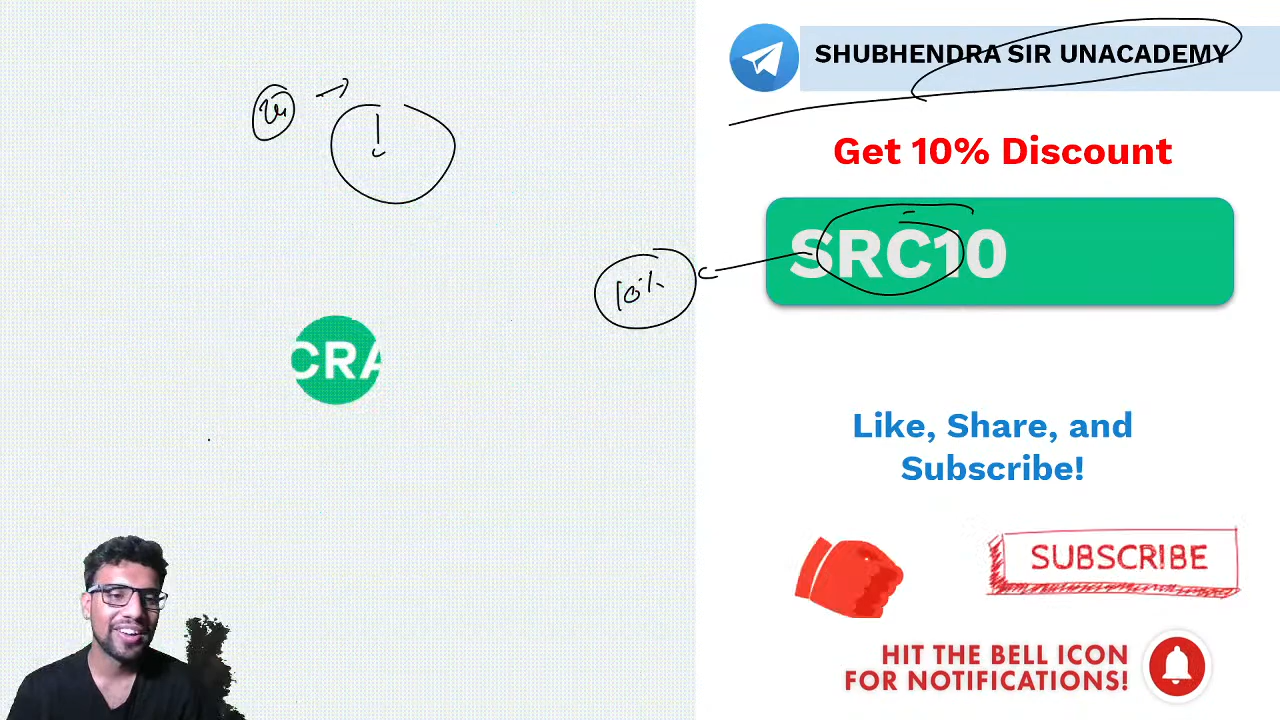 SHUBHENDRA SIR UNACADEMY
Get 10% Discount
SRC10
10%
CRA
Like, Share, and
Subscribe!
SUBSCRIBE
HIT THE BELL ICON
FOR NOTIFICATIONS!